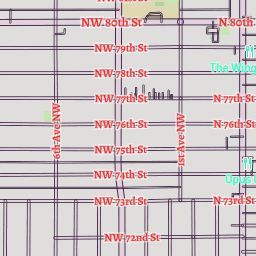 NW 80th St
N 80th
NW 79th St
The Wing
NW 78th St
NW 77th St
N 77th St
NW 76th St
N 76th St
6th Ave NW
1st Ave NW
NW 75th St
NW 74th St
Opus
NW 73rd St
N 73rd St
NW 72nd St